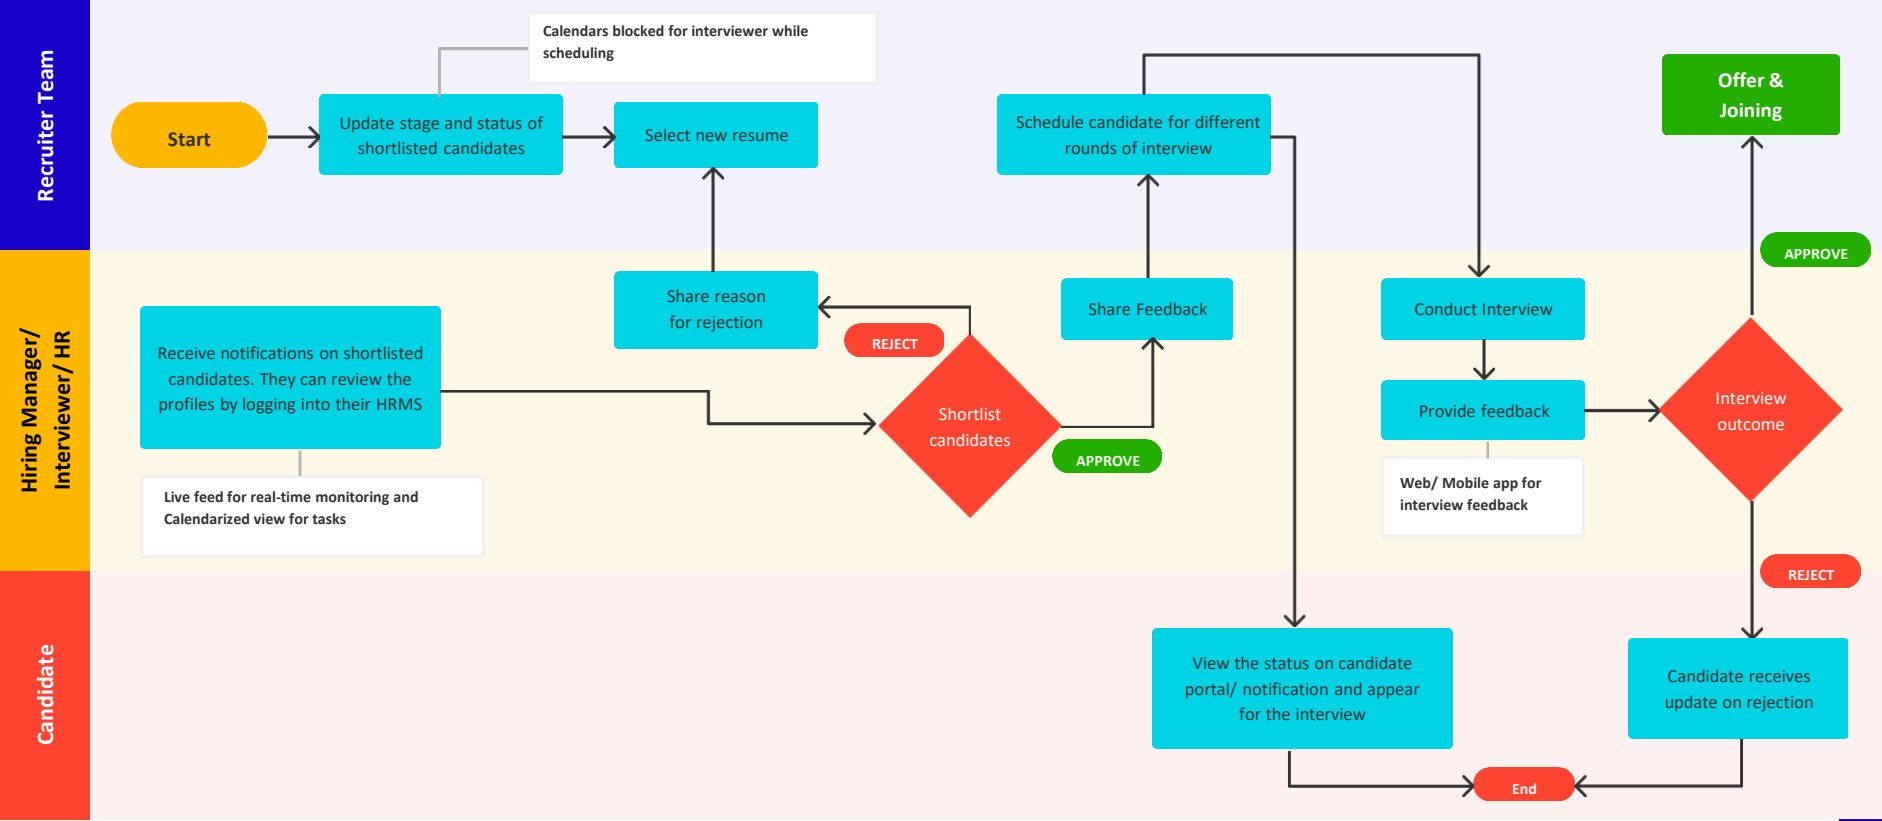 Recruiter Team
Start
Calendars blocked for interviewer while
scheduling
Update stage and status of
shortlisted candidates
Select new resume
Schedule candidate for different
rounds of interview
Offer &
Joining
APPROVE
Hiring Manager/
Interviewer/ HR
Receive notifications on shortlisted
candidates. They can review the
profiles by logging into their HRMS
Live feed for real-time monitoring and
Calendarized view for tasks
Share reason
for rejection
REJECT
Shortlist
candidates
APPROVE
Share Feedback
Conduct Interview
Provide feedback
Web/ Mobile app for
interview feedback
Interview
outcome
REJECT
Candidate
View the status on candidate
portal/ notification and appear
for the interview
Candidate receives
update on rejection
End